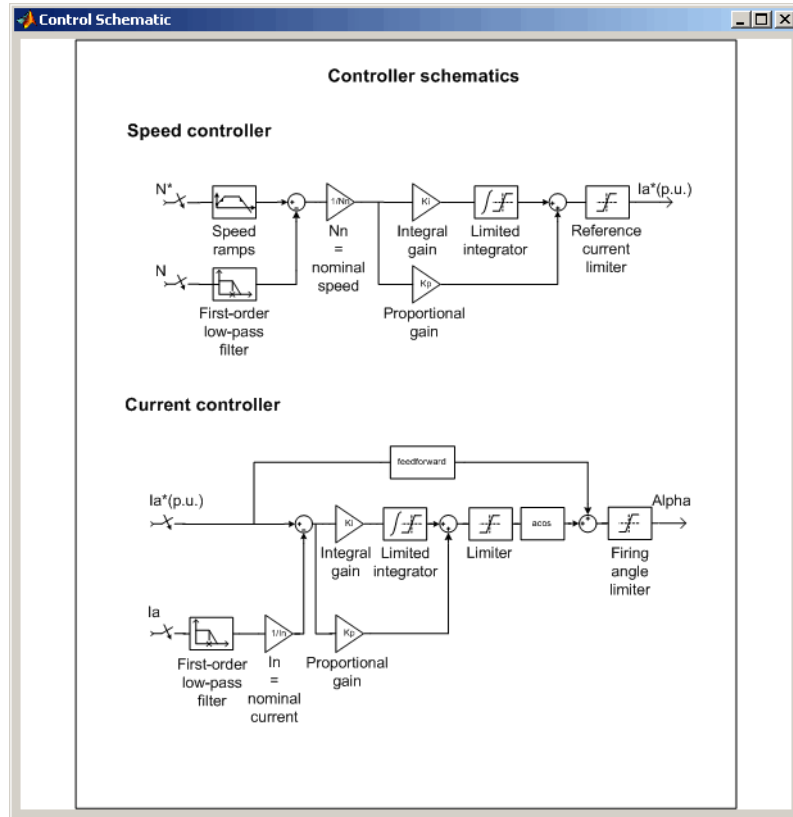 Control Schematic
Controller schematics
Speed controller
N*
Ia*(p.u.)
1/Nn
Ki
Speed
ramps
Nn
=
nominal
speed
Integral
gain
Limited
integrator
Reference
current
limiter
N
Kp
First-order
low-pass
filter
Proportional
gain
Current controller
feedforward
Ia*(p.u.)
Alpha
Ki
acos
Integral
gain
Limited
integrator
Limiter
Firing
angle
limiter
Ia
1/In
Kp
First-order
low-pass
filter
In
=
nominal
current
Proportional
gain